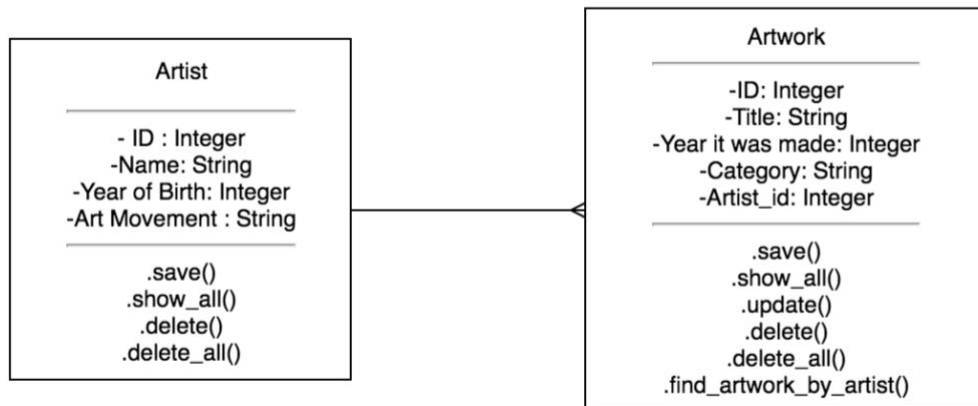 Artist
- ID : Integer
-Name: String
-Year of Birth: Integer
-Art Movement : String
.save()
.show_all()
.delete()
.delete_all()
Artwork
-ID: Integer
-Title: String
-Year it was made: Integer
-Category: String
-Artist_id: Integer
.save()
.show_all()
.update()
.delete()
.delete_all()
.find_artwork_by_artist()